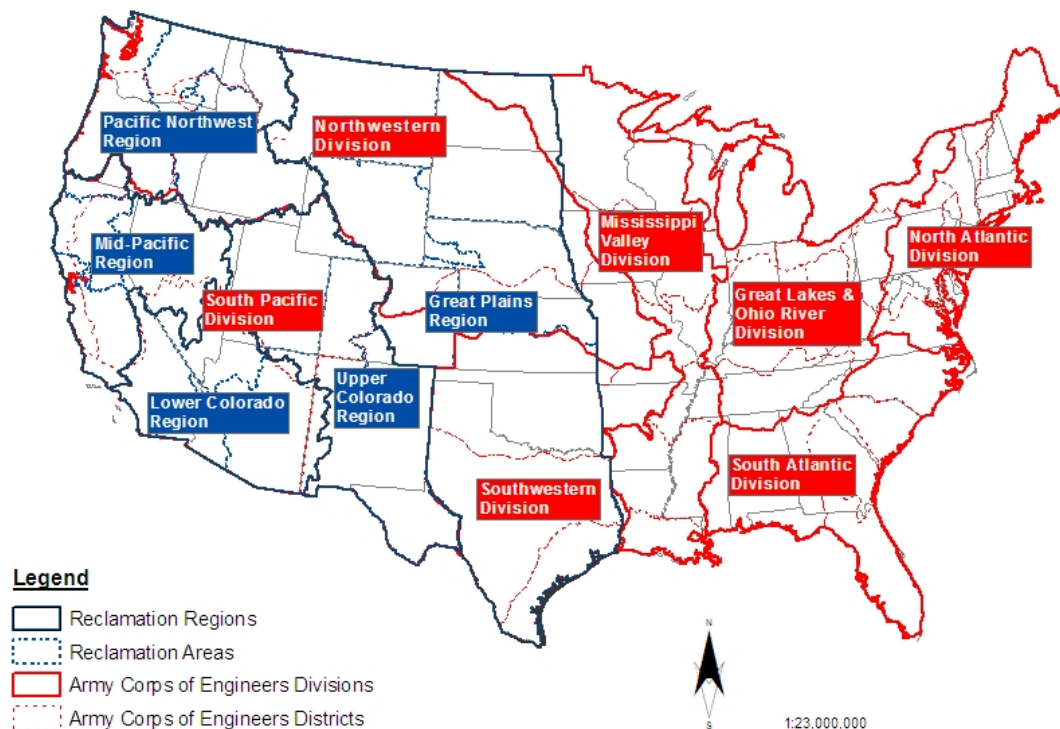 Pacific Northwest
Region
Northwestern
Division
Mississippi
Valley
Division
North Atlantic
Division
Mid-Pacific
Region
South Pacific
Division
Great Plains
Region
Great Lakes &
Ohio River
Division
Upper
Colorado
Region
Lower Colorado
Region
South Atlantic
Division
Southwestern
Division
Legend
Reclamation Regions
Reclamation Areas
Army Corps of Engineers Divisions
Army Corps of Engineers Districts
N
S
1:23,000,000